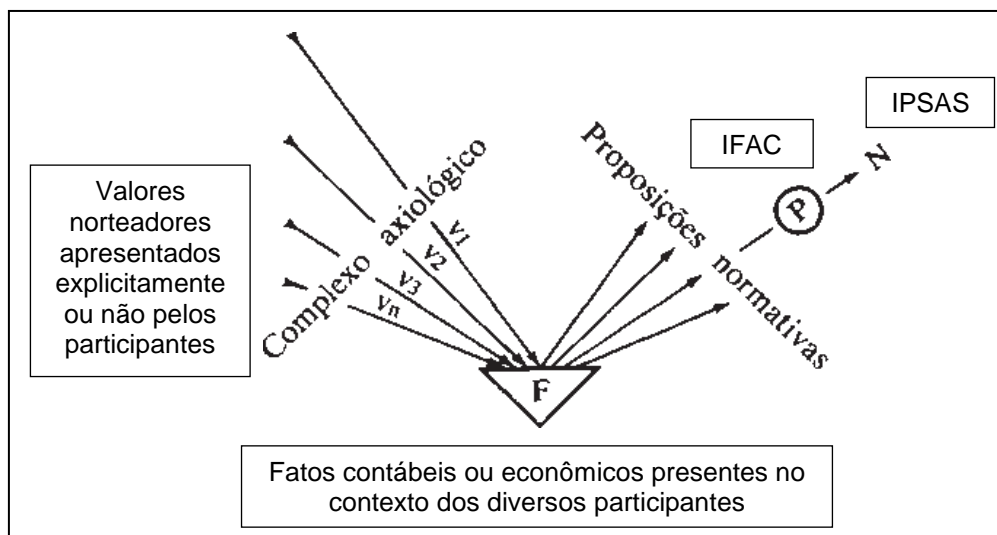 IPSAS
IFAC
N
P
Proposições normativas
Complexo axiológico
V1
V2
V3
Vn
Valores
norteadores
apresentados
explicitamente
ou não pelos
participantes
F
Fatos contábeis ou econômicos presentes no
contexto dos diversos participantes